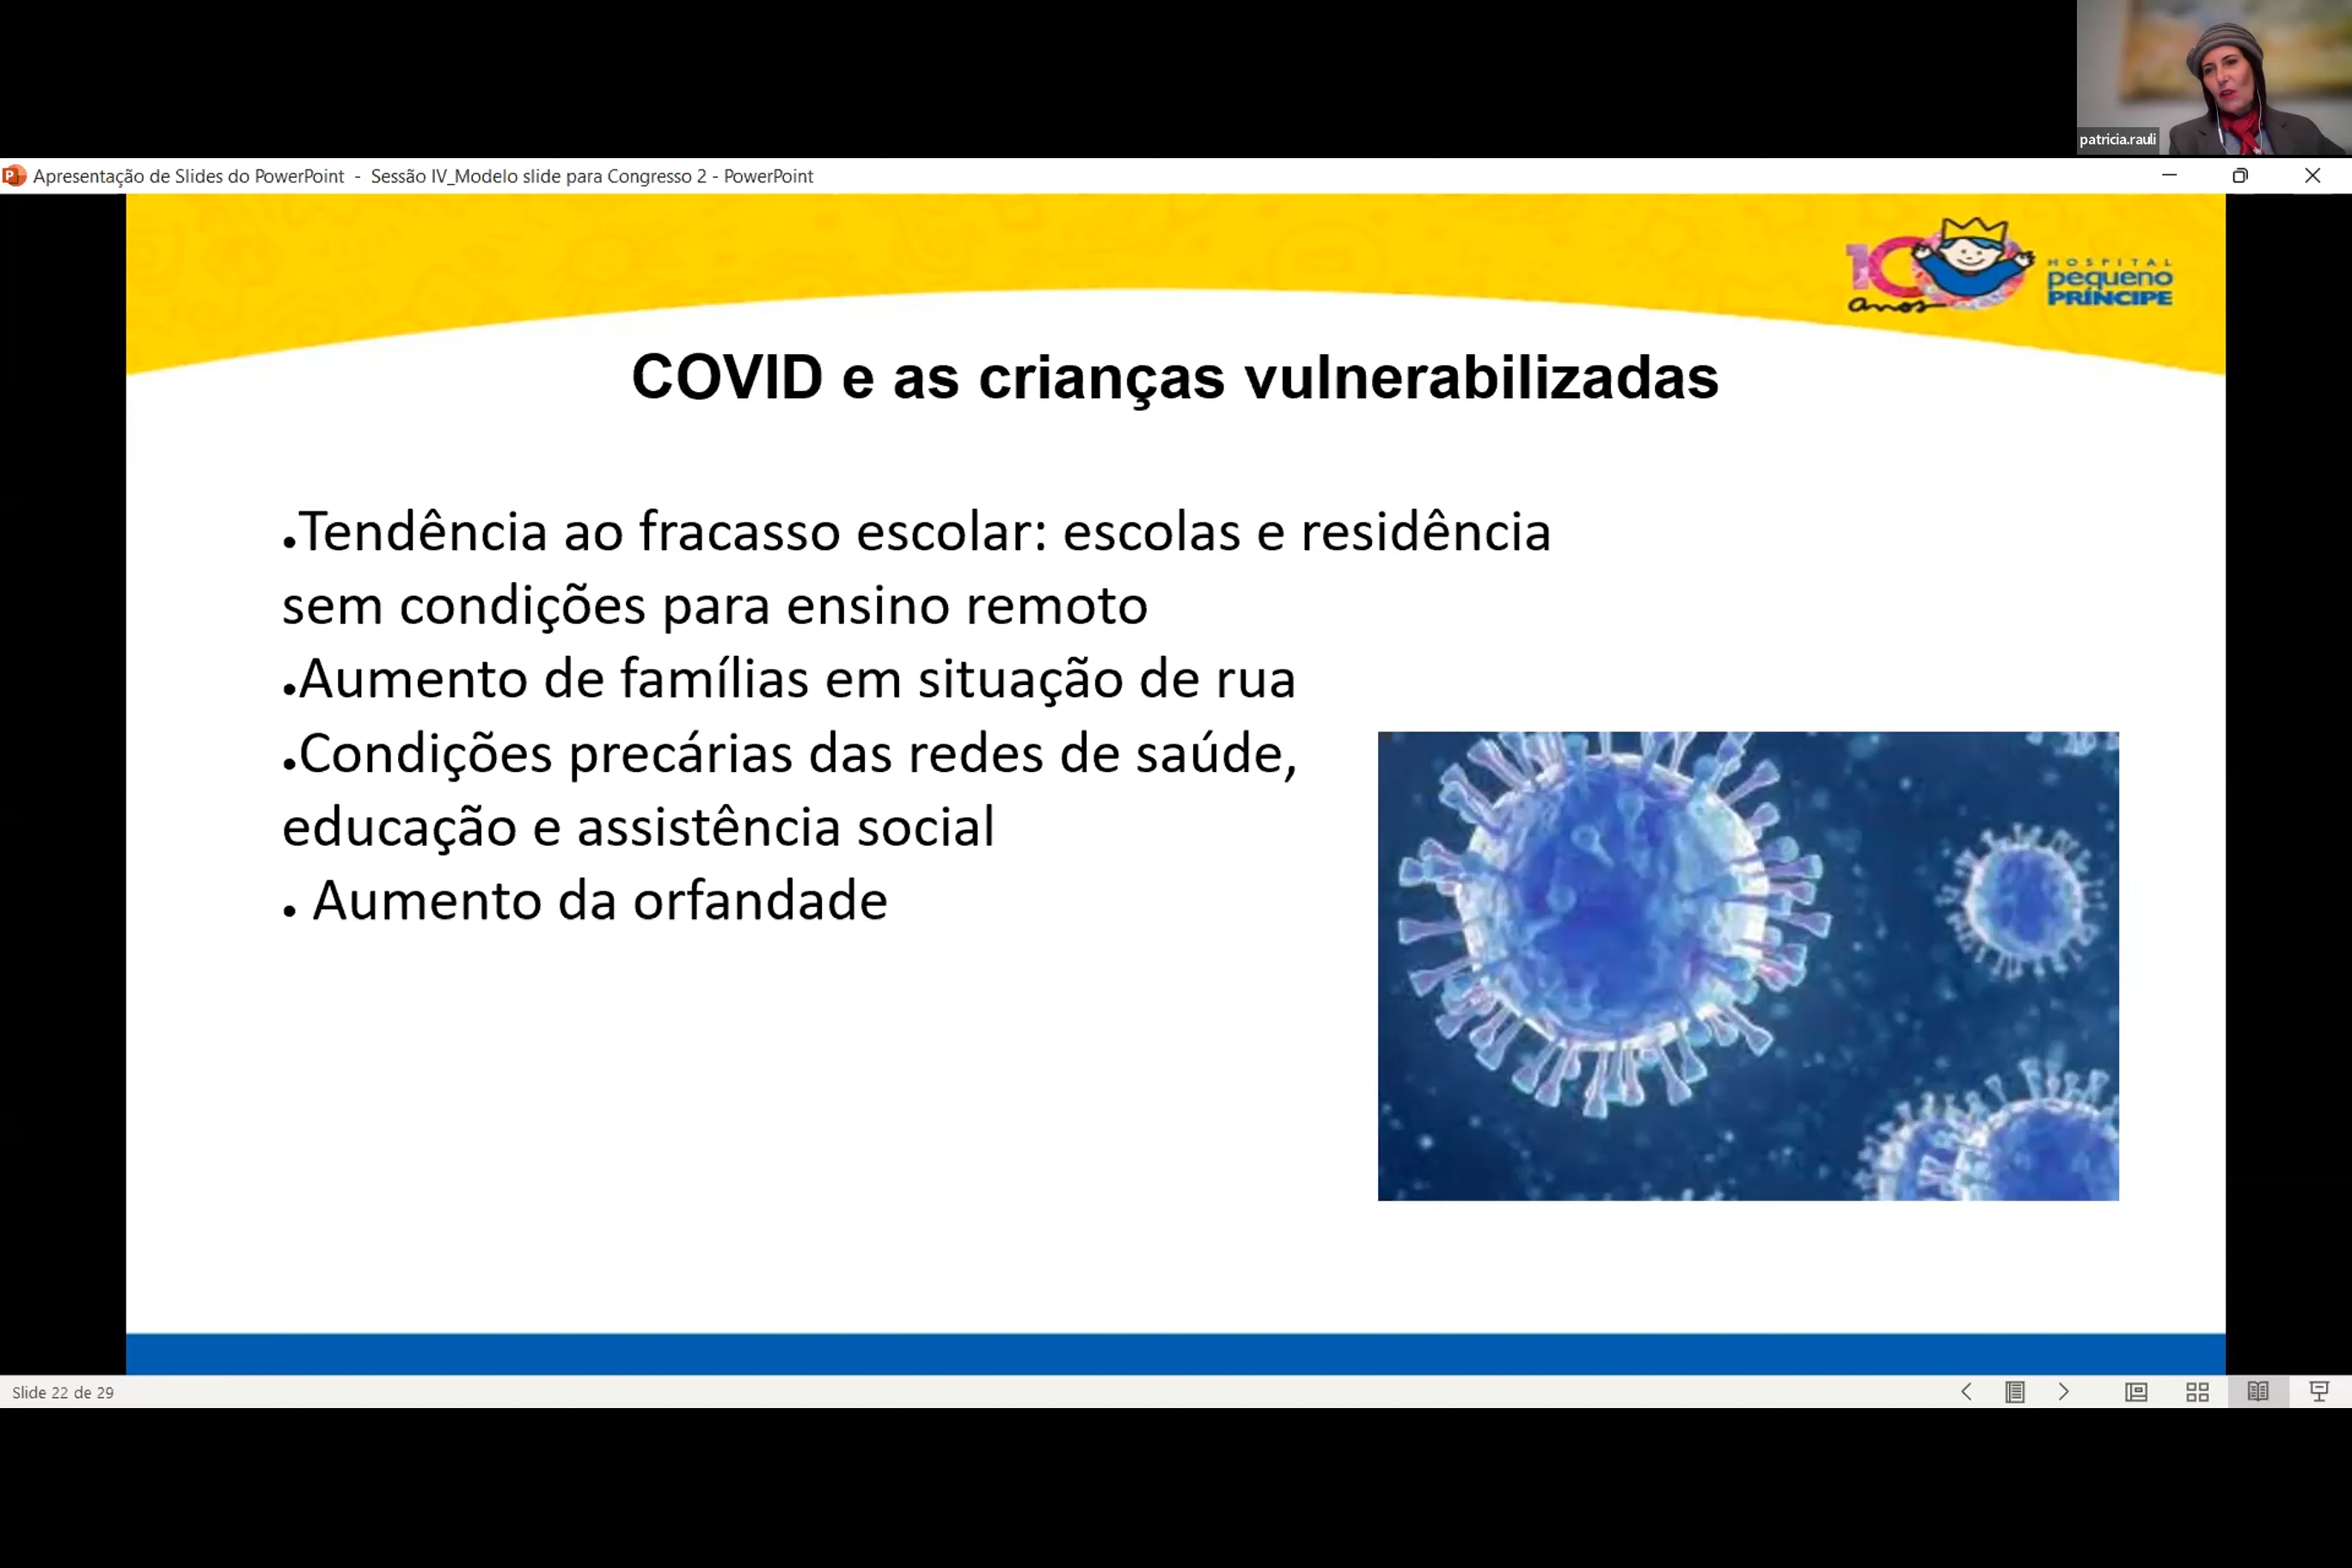 patricia.rauli
Apresentação de Slides do PowerPoint - Sessão IV_Modelo slide para Congresso 2 - PowerPoint
100
anos
HOSPITAL
pequeno
PRÍNCIPE
COVID e as crianças vulnerabilizadas
•Tendência ao fracasso escolar: escolas e residência
sem condições para ensino remoto
•Aumento de famílias em situação de rua
•Condições precárias das redes de saúde,
educação e assistência social
• Aumento da orfandade
Slide 22 de 29